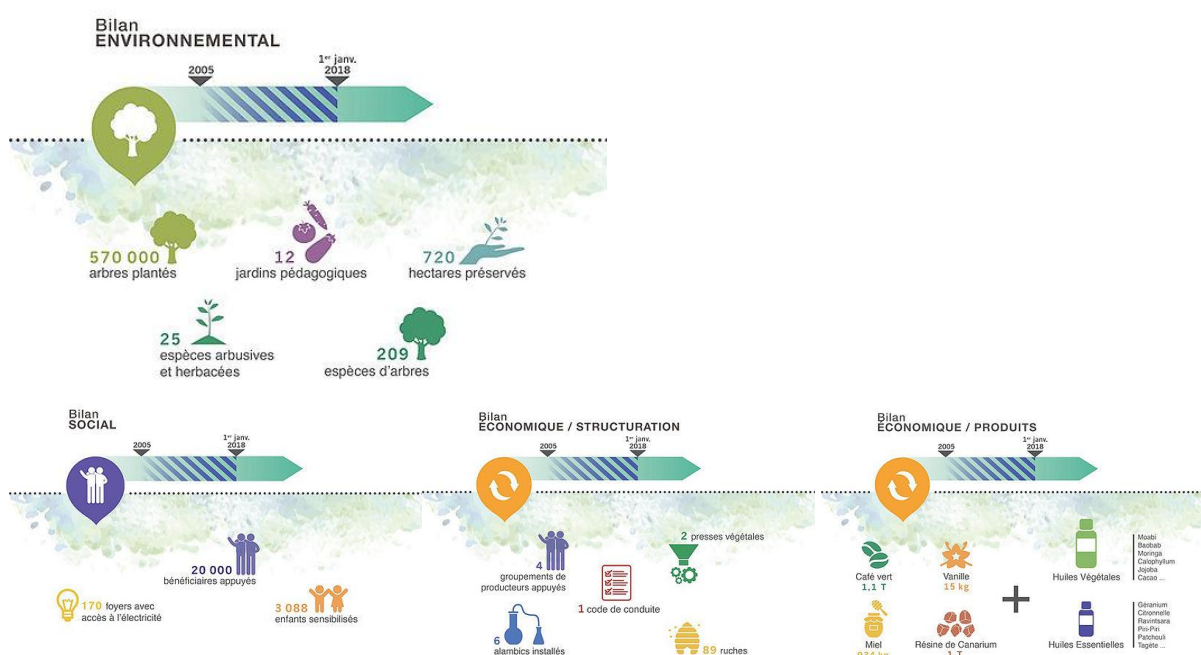 Bilan
ENVIRONNEMENTAL
2005
1er janv.
2018
570 000
arbres plantés
12
jardins pédagogiques
720
hectares préservés
25
espèces arbusives
et herbacées
209
espèces d'arbres
Bilan
SOCIAL
2005
1er janv.
2018
20 000
bénéficiaires appuyés
170 foyers avec
accès à l'électricité
3 088
enfants sensibilisés
Bilan
ÉCONOMIQUE / STRUCTURATION
2005
1er janv.
2018
4
groupements de
producteurs appuyés
2 presses végétales
1 code de conduite
6
alambics installés
89 ruches
Bilan
ÉCONOMIQUE / PRODUITS
2005
1er janv.
2018
Café vert
1,1 T
Vanille
15 kg
Miel
Résine de Canarium
1 T
+
Huiles Végétales
Moabi
Baobab
Moringa
Calophyllum
Jojoba
Cacao ...
Huiles Essentielles
Géranium
Citronnelle
Ravintsara
Piri-Piri
Patchouli
Tagète ...